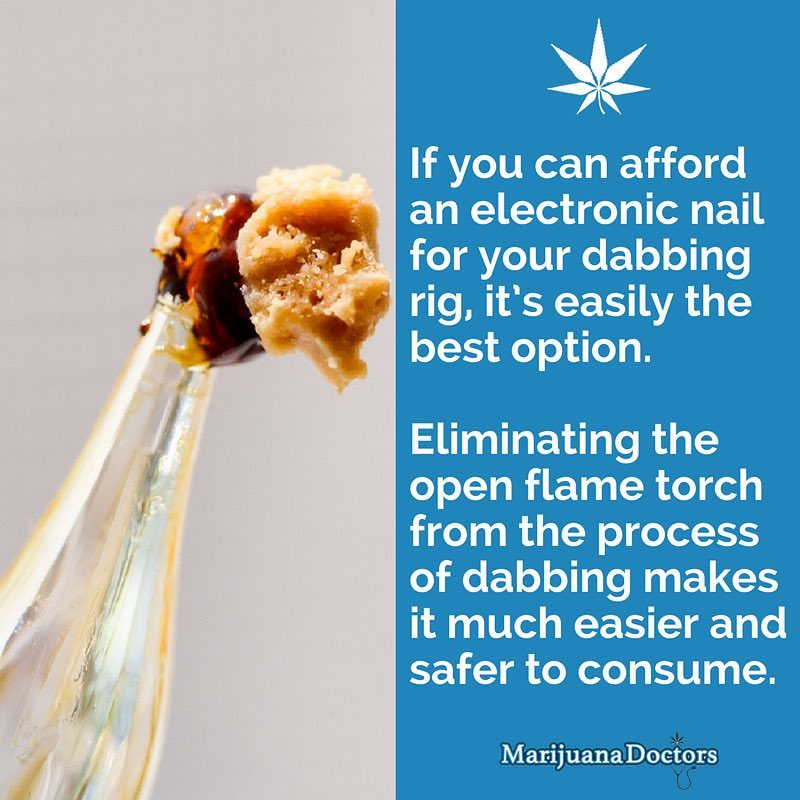 If you can afford
an electronic nail
for your dabbing
rig, it’s easily the
best option.
Eliminating the
open flame torch
from the process
of dabbing makes
it much easier and
safer to consume.
MarijuanaDoctors